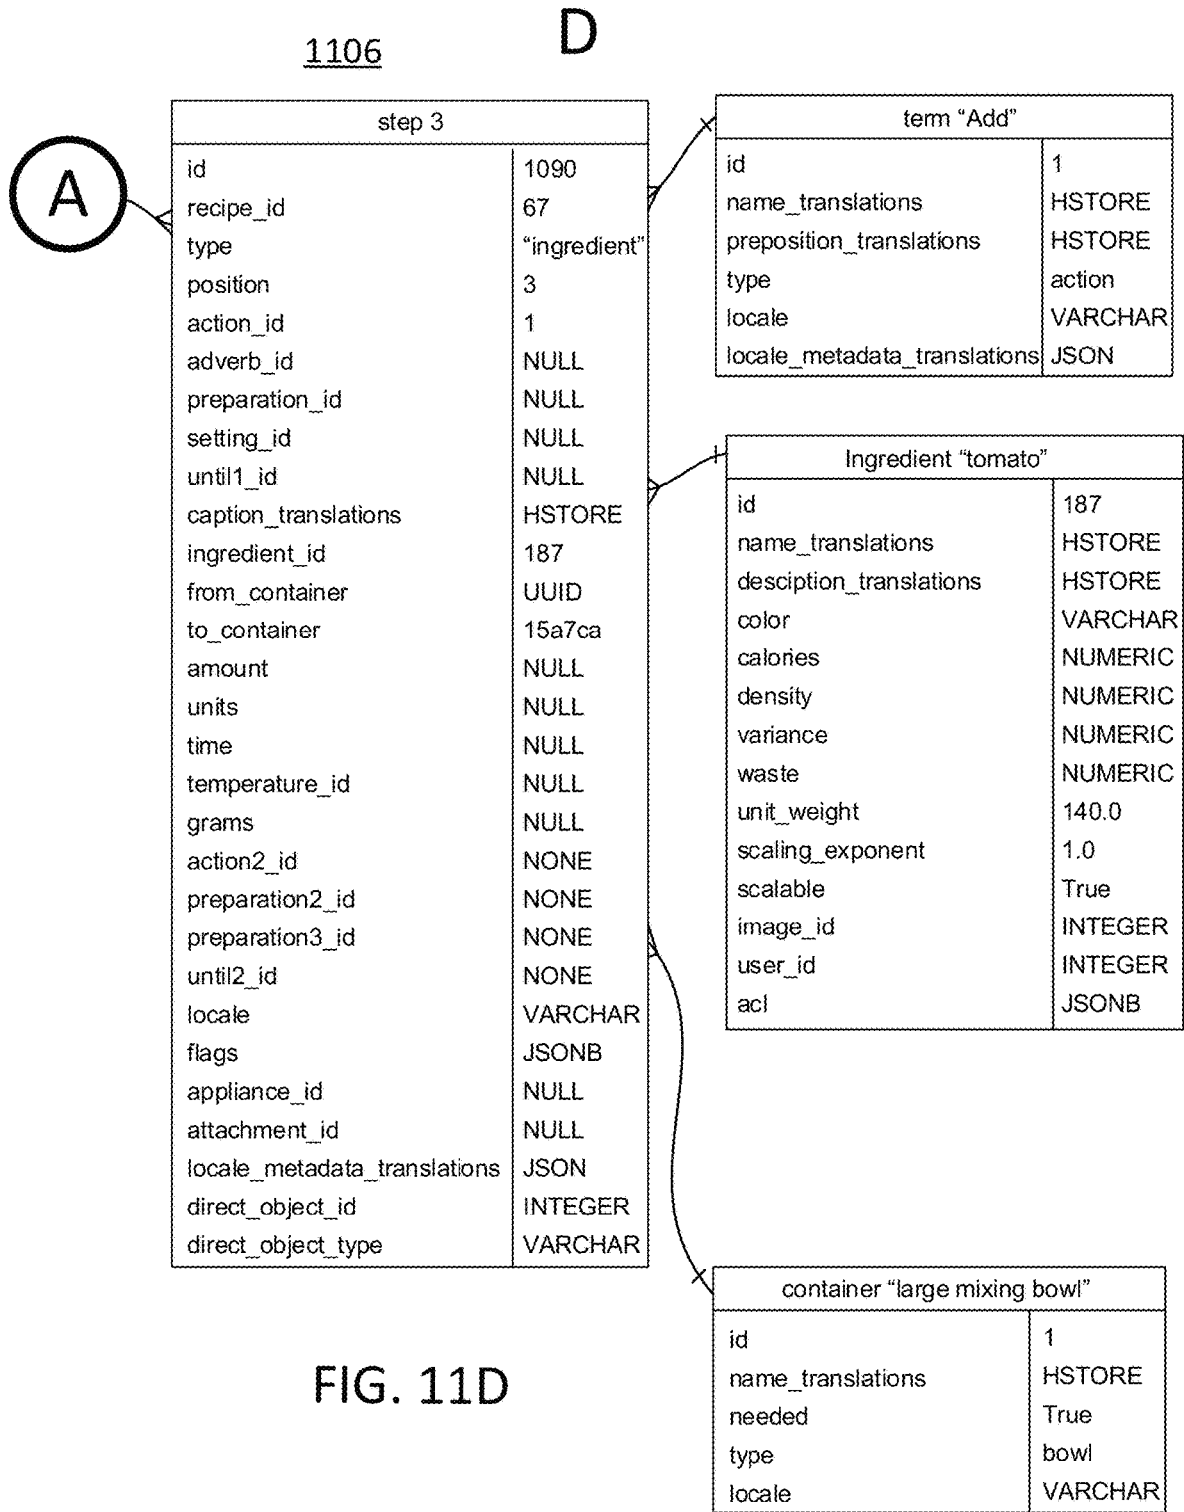 1106
D
A
step 3
id 1090
recipe_id 67
type "ingredient"
position 3
action_id 1
adverb_id NULL
preparation_id NULL
setting_id NULL
until1_id NULL
caption_translations HSTORE
ingredient_id 187
from_container UUID
to_container 15a7ca
amount NULL
units NULL
time NULL
temperature_id NULL
grams NULL
action2_id NONE
preparation2_id NONE
preparation3_id NONE
until2_id NONE
locale VARCHAR
flags JSONB
appliance_id NULL
attachment_id NULL
locale_metadata_translations JSON
direct_object_id INTEGER
direct_object_type VARCHAR
term “Add”
id 1
name_translations HSTORE
preposition_translations HSTORE
type action
locale VARCHAR
locale_metadata_translations JSON
Ingredient “tomato”
id 187
name_translations HSTORE
desciption_translations HSTORE
color VARCHAR
calories NUMERIC
density NUMERIC
variance NUMERIC
waste NUMERIC
unit_weight 140.0
scaling_exponent 1.0
scalable True
image_id INTEGER
user_id INTEGER
acl JSONB
container “large mixing bowl”
id 1
name_translations HSTORE
needed True
type bowl
locale VARCHAR
FIG. 11D